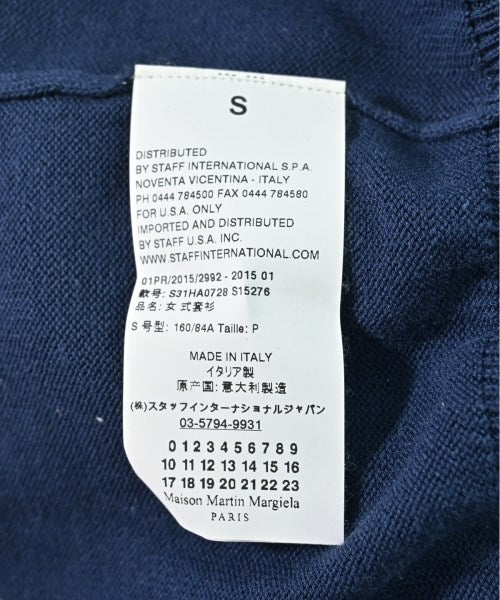 S
DISTRIBUTED
BY STAFF INTERNATIONAL S.P.A.
NOVENTA VICENTINA - ITALY
PH 0444 784500 FAX 0444 784580
FOR U.S.A. ONLY
IMPORTED AND DISTRIBUTED
BY STAFF U.S.A. INC.
WWW.STAFFINTERNATIONAL.COM
01PR/2015/2992 - 2015 01
款号: S31HA0728 S15276
品名: 女 式套衫
S 号型: 160/84A Taille: P
MADE IN ITALY
イタリア製
原产国: 意大利製造
(株)スタッフインターナショナルジャパン
03-5794-9931
0 1 2 3 4 5 6 7 8 9
10 11 12 13 14 15 16
17 18 19 20 21 22 23
Maison Martin Margiela
PARIS